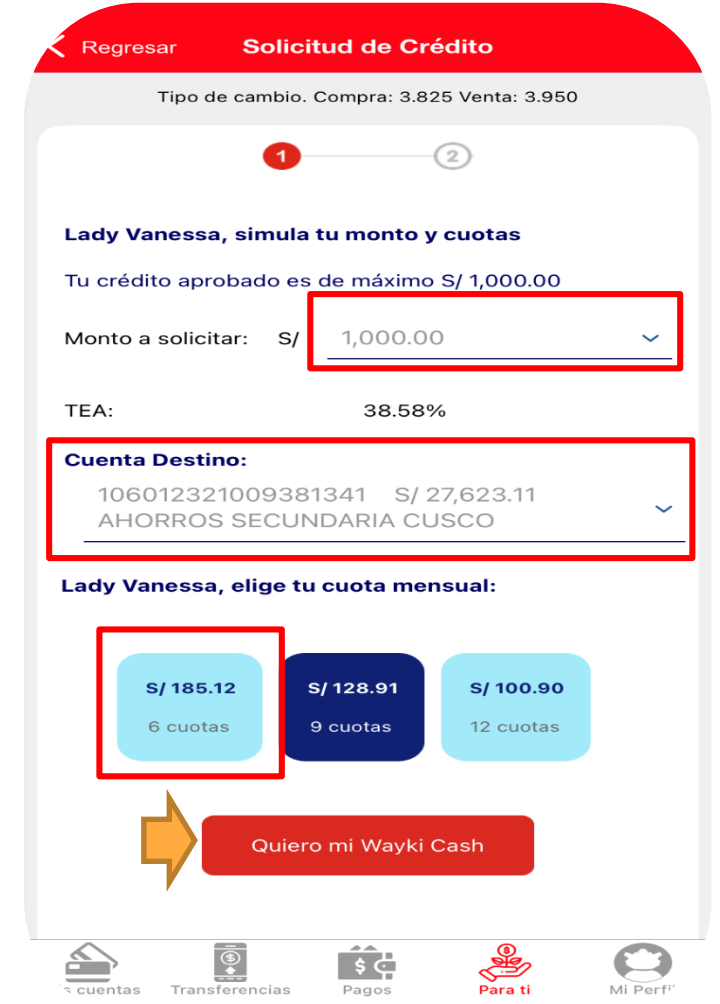 Regresar Solicitud de Crédito
Tipo de cambio. Compra: 3.825 Venta: 3.950
1 2
Lady Vanessa, simula tu monto y cuotas
Tu crédito aprobado es de máximo S/ 1,000.00
Monto a solicitar: S/ 1,000.00
TEA: 38.58%
Cuenta Destino:
106012321009381341 S/ 27,623.11
AHORROS SECUNDARIA CUSCO
Lady Vanessa, elige tu cuota mensual:
S/ 185.12 S/ 128.91 S/ 100.90
6 cuotas 9 cuotas 12 cuotas
Quiero mi Wayki Cash
cuentas Transferencias Pagos Para ti Mi Perfi